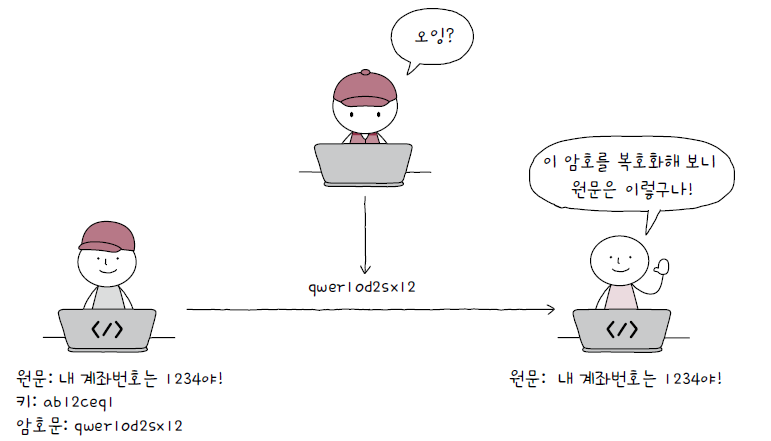 오잉?
이 암호를 복호화해 보니
원문은 이렇구나!
qwer1od2sx12
</>
</>
원문: 내 계좌번호는 1234야!
키: ab12ceq1
암호문: qwer1od2sx12
원문: 내 계좌번호는 1234야!